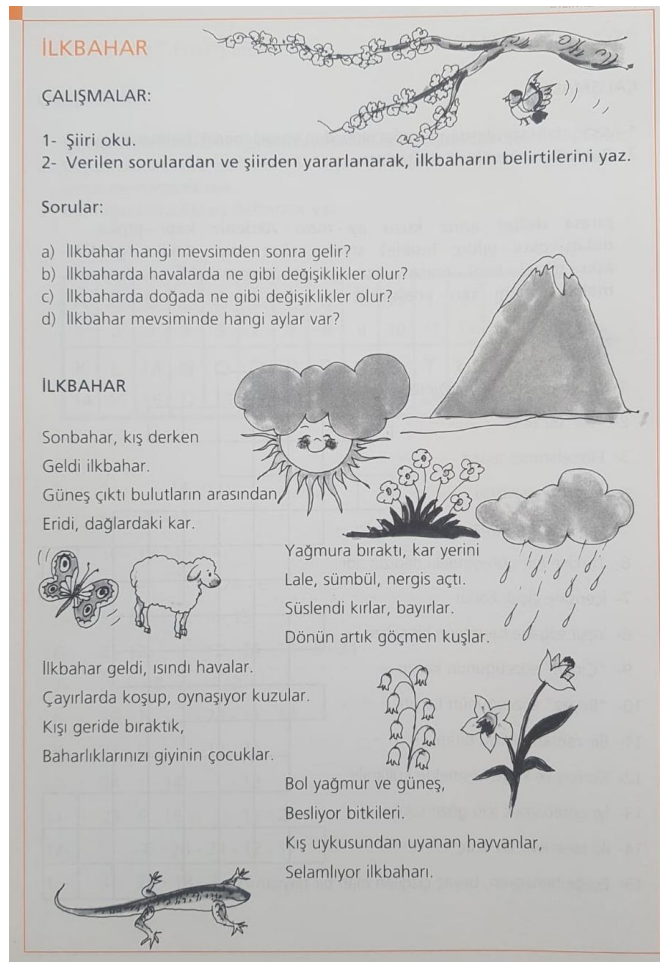 İLKBAHAR
ÇALIŞMALAR:
1- Şiiri oku.
2- Verilen sorulardan ve şiirden yararlanarak, ilkbaharın belirtilerini yaz.
Sorular:
a) İlkbahar hangi mevsimden sonra gelir?
b) İlkbaharda havalarda ne gibi değişiklikler olur?
c) İlkbaharda doğada ne gibi değişiklikler olur?
d) İlkbahar mevsiminde hangi aylar var?
İLKBAHAR
Sonbahar, kış derken
Geldi ilkbahar.
Güneş çıktı bulutların arasından,
Eridi, dağlardaki kar.
Yağmura bıraktı, kar yerini
Lale, sümbül, nergis açtı.
Süslendi kırlar, bayırlar.
Dönün artık göçmen kuşlar.
İlkbahar geldi, ısındı havalar.
Çayırlarda koşup, oynaşıyor kuzular.
Kışı geride bıraktık,
Baharlıklarınızı giyinin çocuklar.
Bol yağmur ve güneş,
Besliyor bitkileri.
Kış uykusundan uyanan hayvanlar,
Selamlıyor ilkbaharı.